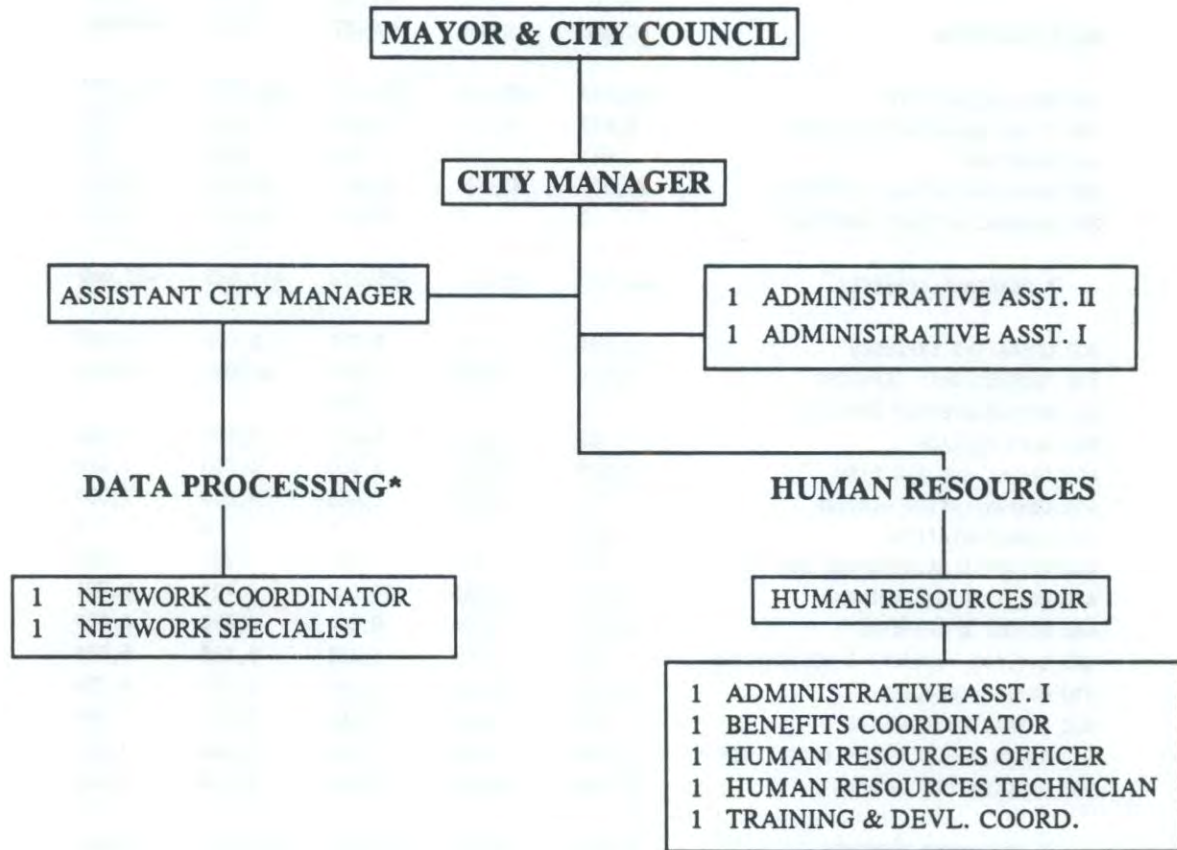 MAYOR & CITY COUNCIL
CITY MANAGER
ASSISTANT CITY MANAGER
1 ADMINISTRATIVE ASST. II
1 ADMINISTRATIVE ASST. I
DATA PROCESSING*
HUMAN RESOURCES
1 NETWORK COORDINATOR
1 NETWORK SPECIALIST
HUMAN RESOURCES DIR
1 ADMINISTRATIVE ASST. I
1 BENEFITS COORDINATOR
1 HUMAN RESOURCES OFFICER
1 HUMAN RESOURCES TECHNICIAN
1 TRAINING & DEVL. COORD.